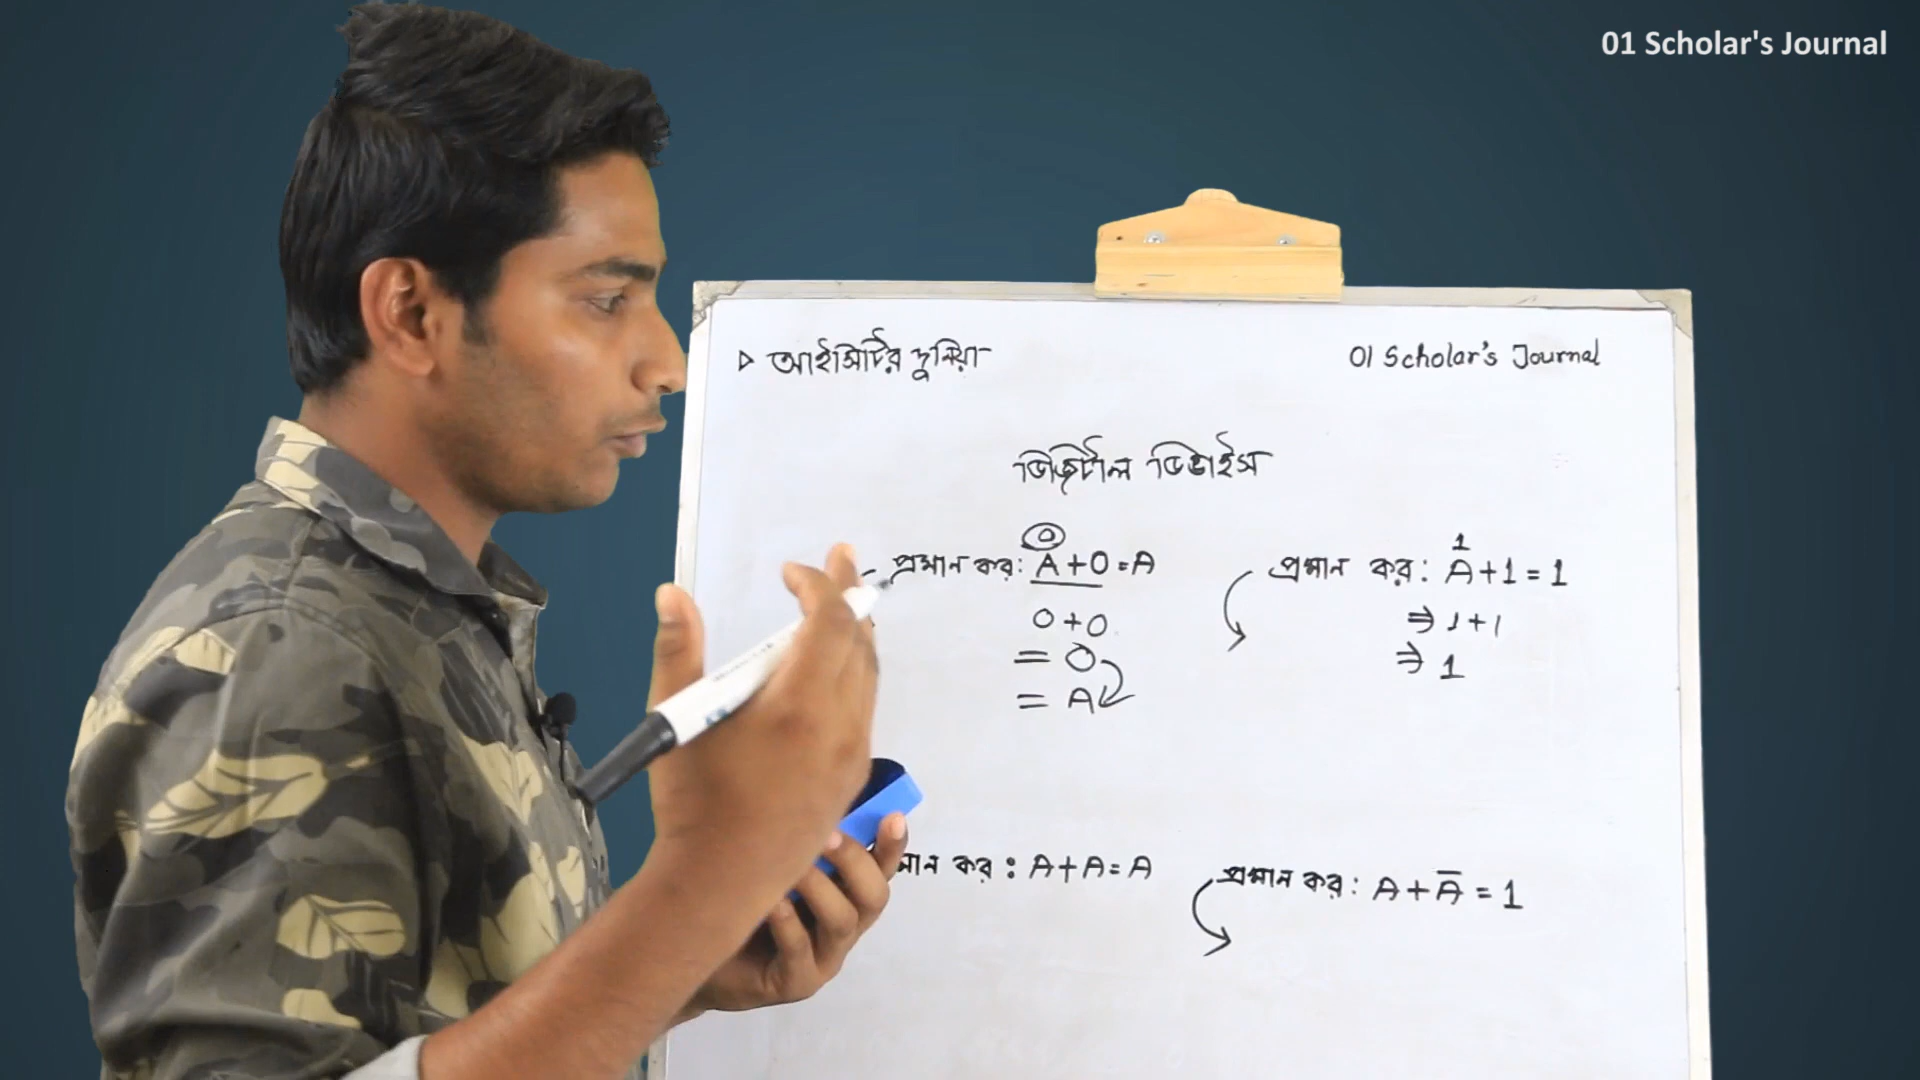 01 Scholar's Journal
আইসিটির দুনিয়া
01 Scholar's Journal
ডিজিটাল ডিভাইস
0
প্রমান কর: A+0=A
0+0
= 0
= A
1
প্রমান কর: A+1=1
⇒ 1+1
⇒ 1
মান কর: A+A=A
প্রমান কর: A+A̅=1